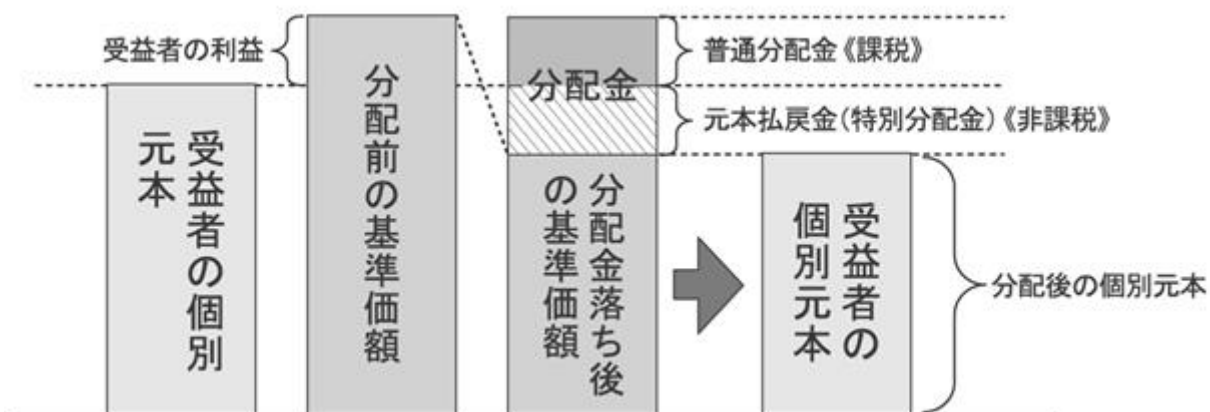 受益者の利益
受益者の個別
元本
分配前の基準価額
分配金
分配金落ち後
の基準価額
普通分配金《課税》
元本払戻金(特別分配金)《非課税》
受益者の
個別元本
分配後の個別元本